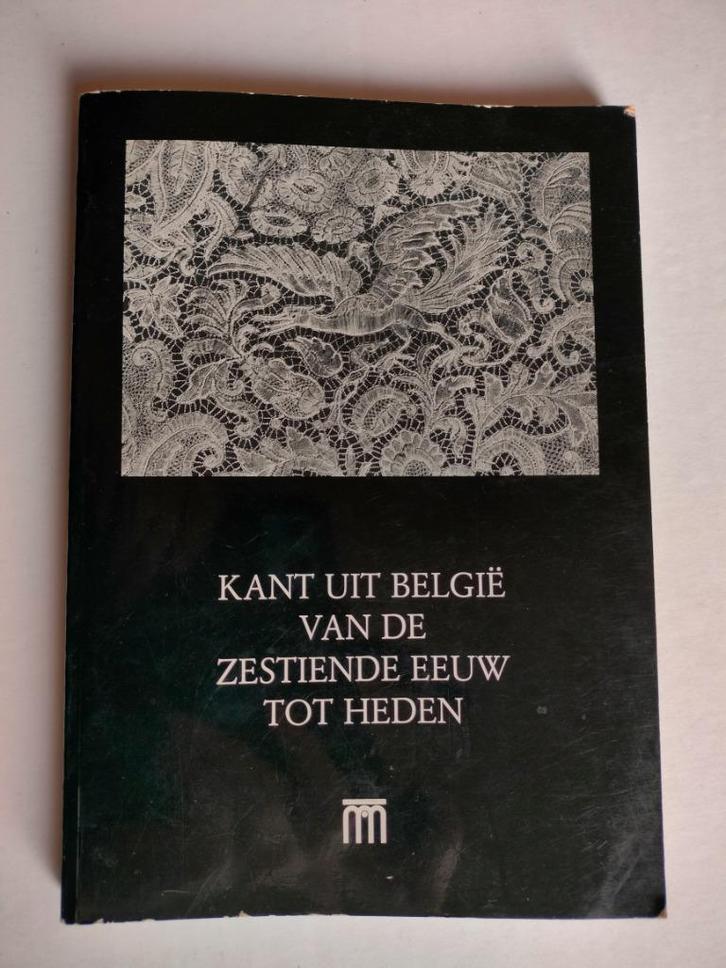 KANT UIT BELGIË
VAN DE
ZESTIENDE EEUW
TOT HEDEN